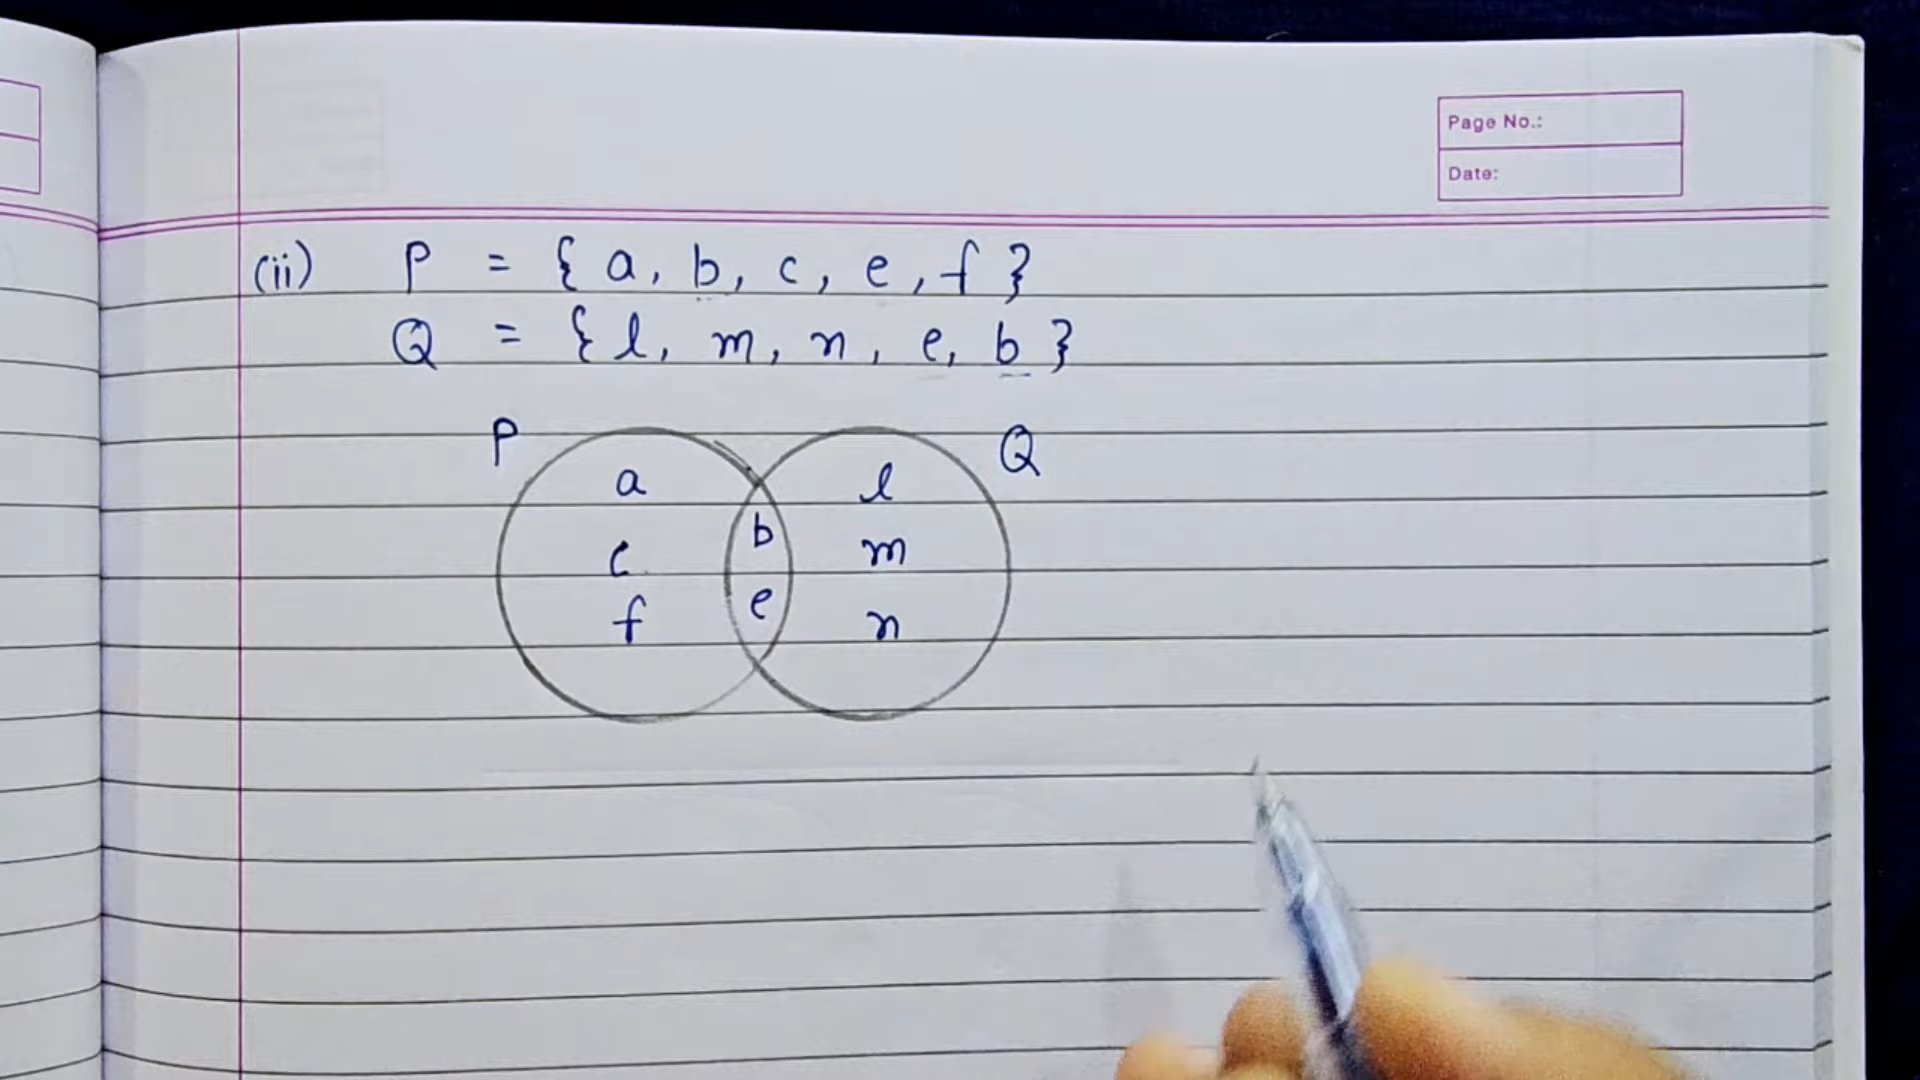 Page No.:
Date:
(ii) P = { a, b, c, e, f }
Q = { l, m, n, e, b }
P Q
a l
b
c m
e
f n